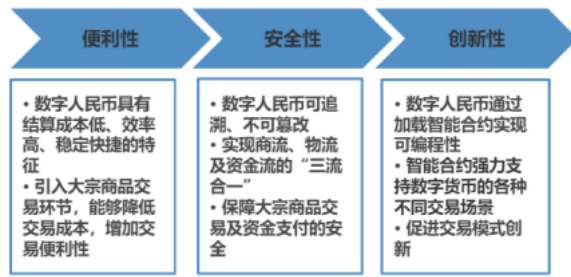 便利性
安全性
创新性
• 数字人民币具有
结算成本低、效率
高、稳定快捷的特
征
• 引入大宗商品交
易环节，能够降低
交易成本，增加交
易便利性
• 数字人民币可追
溯、不可篡改
• 实现商流、物流
及资金流的“三流
合一”
• 保障大宗商品交
易及资金支付的安
全
• 数字人民币通过
加载智能合约实现
可编程性
• 智能合约强力支
持数字货币的各种
不同交易场景
• 促进交易模式创
新